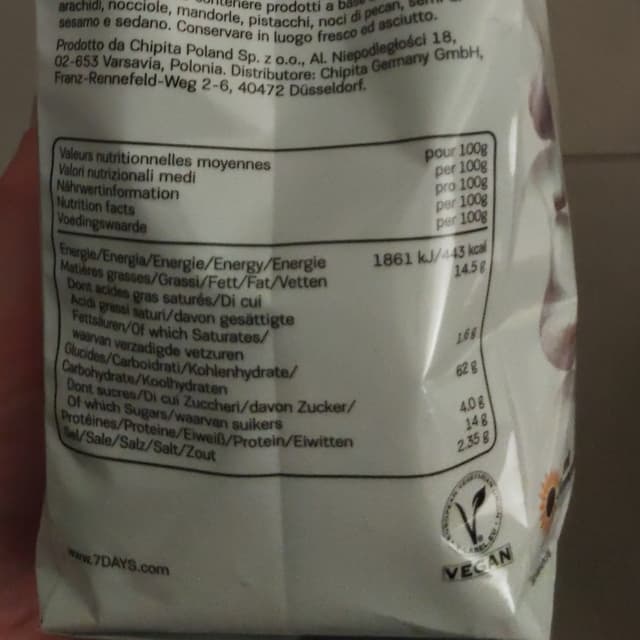 contenere prodotti a base
arachidi, nocciole, mandorle, pistacchi, noci di pecan,
sesamo e sedano. Conservare in luogo fresco ed asciutto.
Prodotto da Chipita Poland Sp. z o.o., Al. Niepodległości 18,
02-653 Varsavia, Polonia. Distributore: Chipita Germany GmbH,
Franz-Rennefeld-Weg 2-6, 40472 Düsseldorf.
Valeurs nutritionnelles moyennes pour 100g
Valori nutrizionali medi per 100g
Nährwertinformation pro 100g
Nutrition facts per 100g
Voedingswaarde per 100g
Energie/Energia/Energie/Energy/Energie 1861 kJ/443 kcal
Matières grasses/Grassi/Fett/Fat/Vetten 14.5 g
Dont acides gras saturés/Di cui
Acidi grassi saturi/davon gesättigte
Fettsäuren/Of which Saturates/
waarvan verzadigde vetzuren 1.6 g
Glucides/Carboidrati/Kohlenhydrate/
Carbohydrate/Koolhydraten 62 g
Dont sucres/Di cui Zuccheri/davon Zucker/
Of which Sugars/waarvan suikers 4.0 g
Protéines/Proteine/Eiweiß/Protein/Eiwitten 14 g
Sel/Sale/Salz/Salt/Zout 2.35 g
www.7DAYS.com
VEGAN